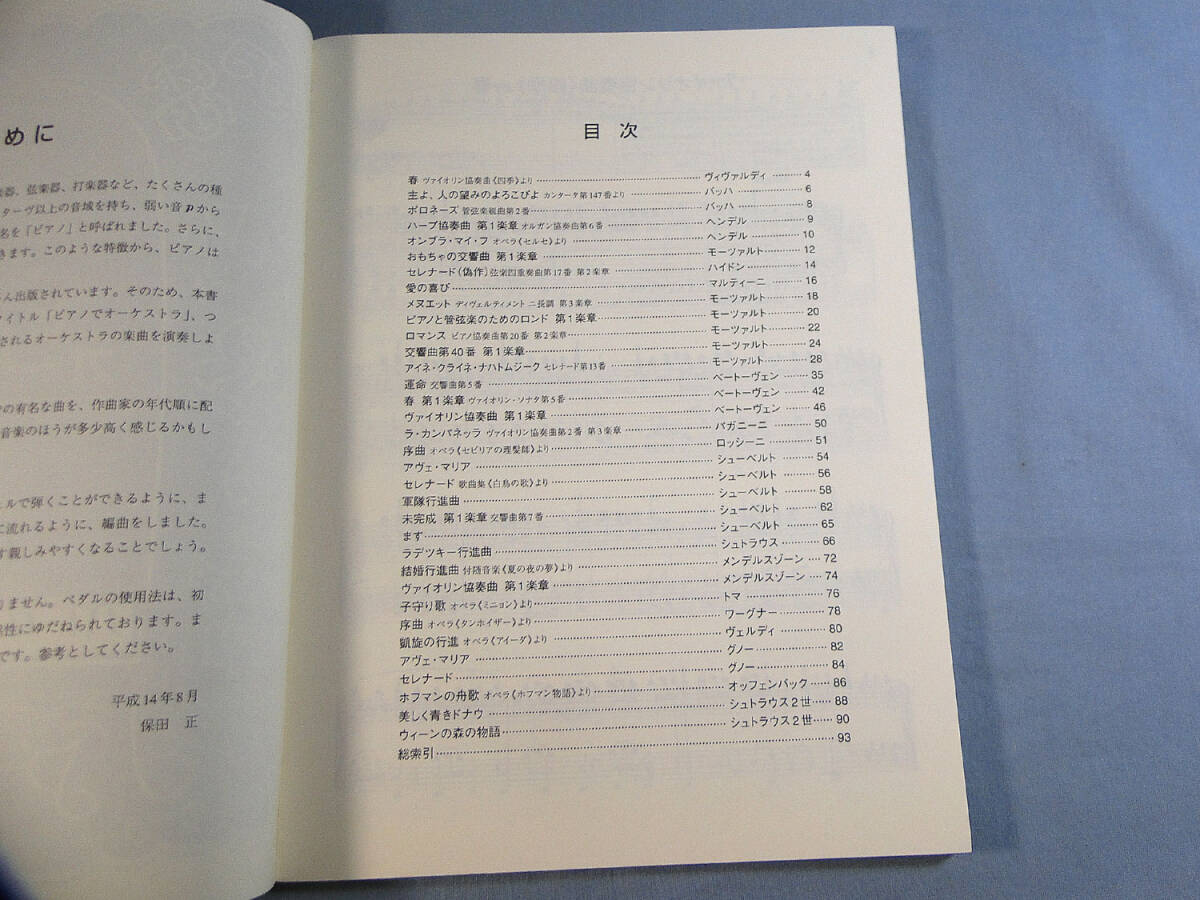 めに
楽器、弦楽器、打楽器など、たくさんの種
ターヴ以上の音域を持ち、弱い音pから
名を「ピアノ」と呼ばれました。さらに、
きます。このような特徴から、ピアノは
さん出版されています。そのため、本書
イトル「ピアノでオーケストラ」、つ
されるオーケストラの楽曲を演奏しよ
の有名な曲を、作曲家の年代順に配
音楽のほうが多少高く感じるかもし
ルで弾くことができるように、ま
に流れるように、編曲をしました。
す親しみやすくなることでしょう。
りません。ペダルの使用法は、初
性にゆだねられております。ま
です。参考としてください。
平成14年8月
保田 正
目次
春 ヴァイオリン協奏曲《四季》より ヴィヴァルディ 4
主よ、人の望みのよろこびよ カンタータ第147番より バッハ 6
ポロネーズ 管弦楽組曲第2番 バッハ 8
ハープ協奏曲 第1楽章 オルガン協奏曲第6番 ヘンデル 9
オンブラ・マイ・フ オペラ《セルセ》より ヘンデル 10
おもちゃの交響曲 第1楽章 モーツァルト 12
セレナード(偽作) 弦楽四重奏曲第17番 第2楽章 ハイドン 14
愛の喜び マルティーニ 16
メヌエット ディヴェルティメント ニ長調 第3楽章 モーツァルト 18
ピアノと管弦楽のためのロンド 第1楽章 モーツァルト 20
ロマンス ピアノ協奏曲第20番 第2楽章 モーツァルト 22
交響曲第40番 第1楽章 モーツァルト 24
アイネ・クライネ・ナハトムジーク セレナード第13番 モーツァルト 28
運命 交響曲第5番 ベートーヴェン 35
春 第1楽章 ヴァイオリン・ソナタ第5番 ベートーヴェン 42
ヴァイオリン協奏曲 第1楽章 ベートーヴェン 46
ラ・カンパネッラ ヴァイオリン協奏曲第2番 第3楽章 パガニーニ 50
序曲 オペラ《セビリアの理髪師》より ロッシーニ 51
アヴェ・マリア シューベルト 54
セレナード 歌曲集《白鳥の歌》より シューベルト 56
軍隊行進曲 シューベルト 58
未完成 第1楽章 交響曲第7番 シューベルト 62
ます シューベルト 65
ラデツキー行進曲 シュトラウス 66
結婚行進曲 付随音楽《夏の夜の夢》より メンデルスゾーン 72
ヴァイオリン協奏曲 第1楽章 メンデルスゾーン 74
子守り歌 オペラ《ミニョン》より トマ 76
序曲 オペラ《タンホイザー》より ワーグナー 78
凱旋の行進 オペラ《アイーダ》より ヴェルディ 80
アヴェ・マリア グノー 82
セレナード グノー 84
ホフマンの舟歌 オペラ《ホフマン物語》より オッフェンバック 86
美しく青きドナウ シュトラウス2世 88
ウィーンの森の物語 シュトラウス2世 90
総索引 93